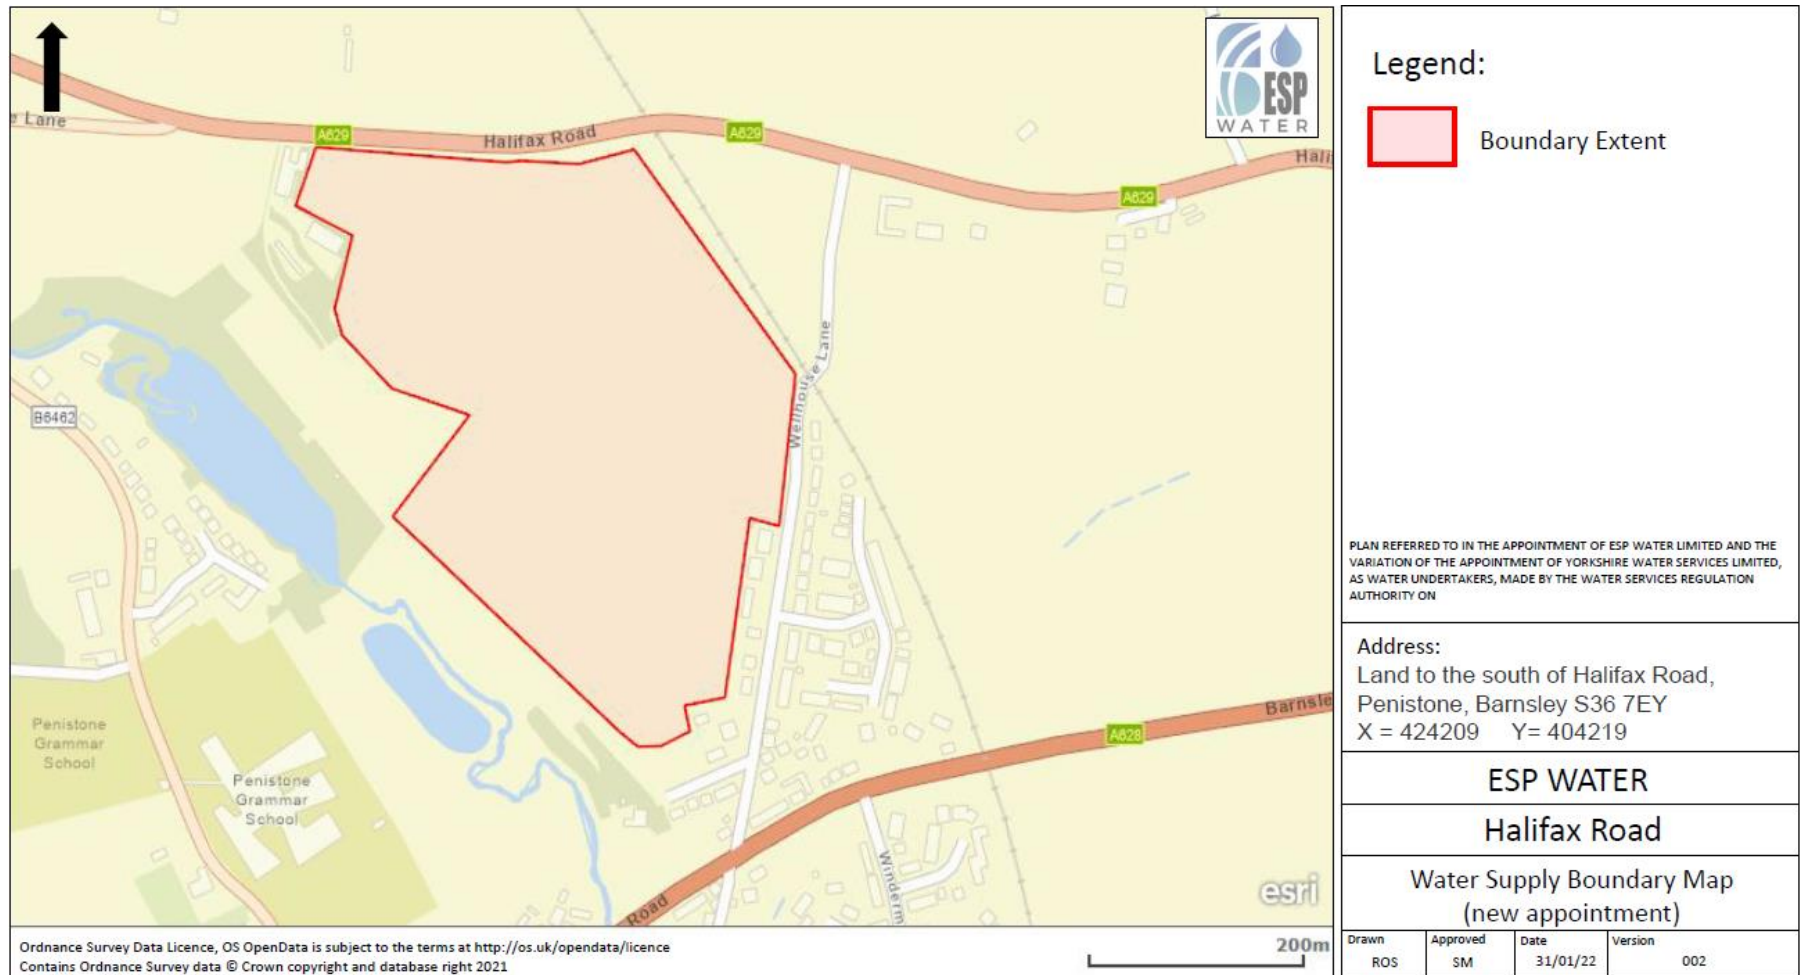 e Lane
A629
Halifax Road
A629
Hali
A629
ESP
WATER
Wellhouse Lane
B6462
Penistone
Grammar
School
Penistone
Grammar
School
Barnsle
A628
Road
Winderm
esri
200m
Ordnance Survey Data Licence, OS OpenData is subject to the terms at http://os.uk/opendata/licence
Contains Ordnance Survey data © Crown copyright and database right 2021
Legend:
Boundary Extent
PLAN REFERRED TO IN THE APPOINTMENT OF ESP WATER LIMITED AND THE
VARIATION OF THE APPOINTMENT OF YORKSHIRE WATER SERVICES LIMITED,
AS WATER UNDERTAKERS, MADE BY THE WATER SERVICES REGULATION
AUTHORITY ON
Address:
Land to the south of Halifax Road,
Penistone, Barnsley S36 7EY
X = 424209 Y= 404219
ESP WATER
Halifax Road
Water Supply Boundary Map
(new appointment)
Drawn Approved Date Version
ROS SM 31/01/22 002